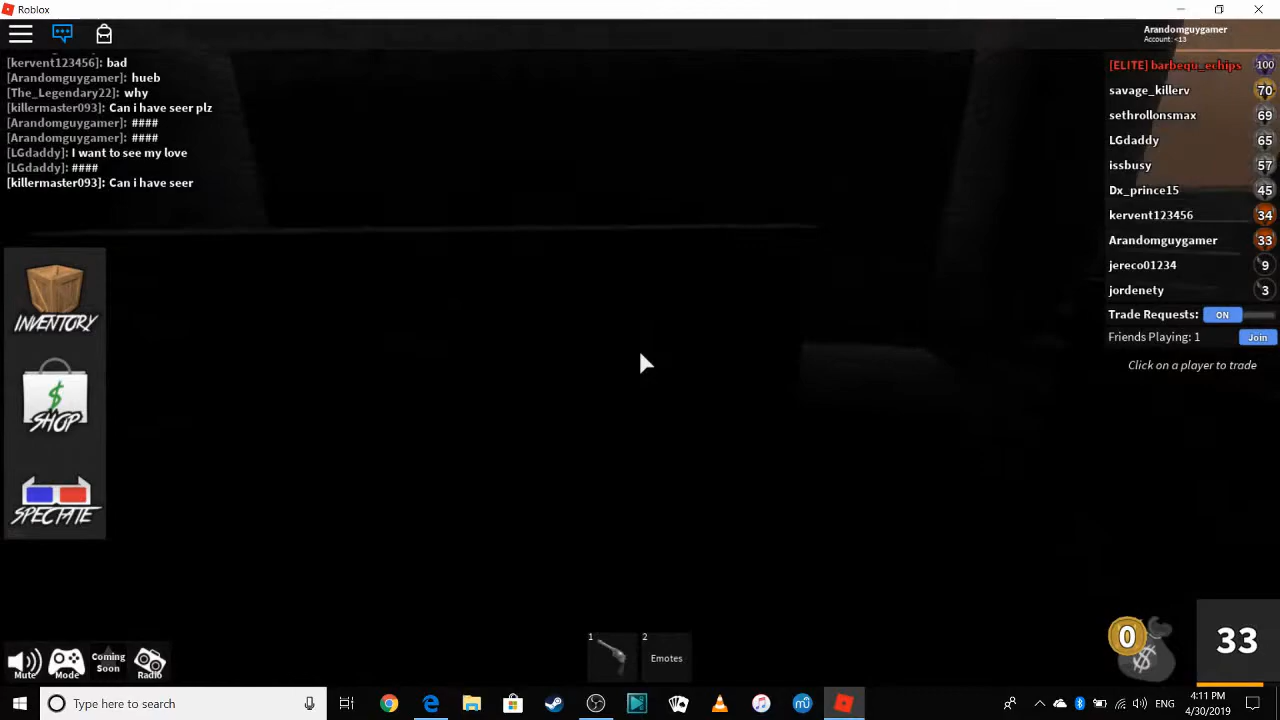 Roblox
Arandomguygamer
Account: <13
[kervent123456]: bad
[Arandomguygamer]: hueb
[The_Legendary22]: why
[killermaster093]: Can i have seer plz
[Arandomguygamer]: ####
[Arandomguygamer]: ####
[LGdaddy]: I want to see my love
[LGdaddy]: ####
[killermaster093]: Can i have seer
[ELITE] barbequ_echips 100
savage_killerv 70
sethrollonsmax 69
LGdaddy 65
issbusy 57
Dx_prince15 45
kervent123456 34
Arandomguygamer 33
jereco01234 9
jordenety 3
Trade Requests: ON
Friends Playing: 1 Join
Click on a player to trade
INVENTORY
$
SHOP
SPECTATE
Mute
Mode
Coming
Soon
Radio
1
2
Emotes
0
$
33
Type here to search
ENG
4:11 PM
4/30/2019